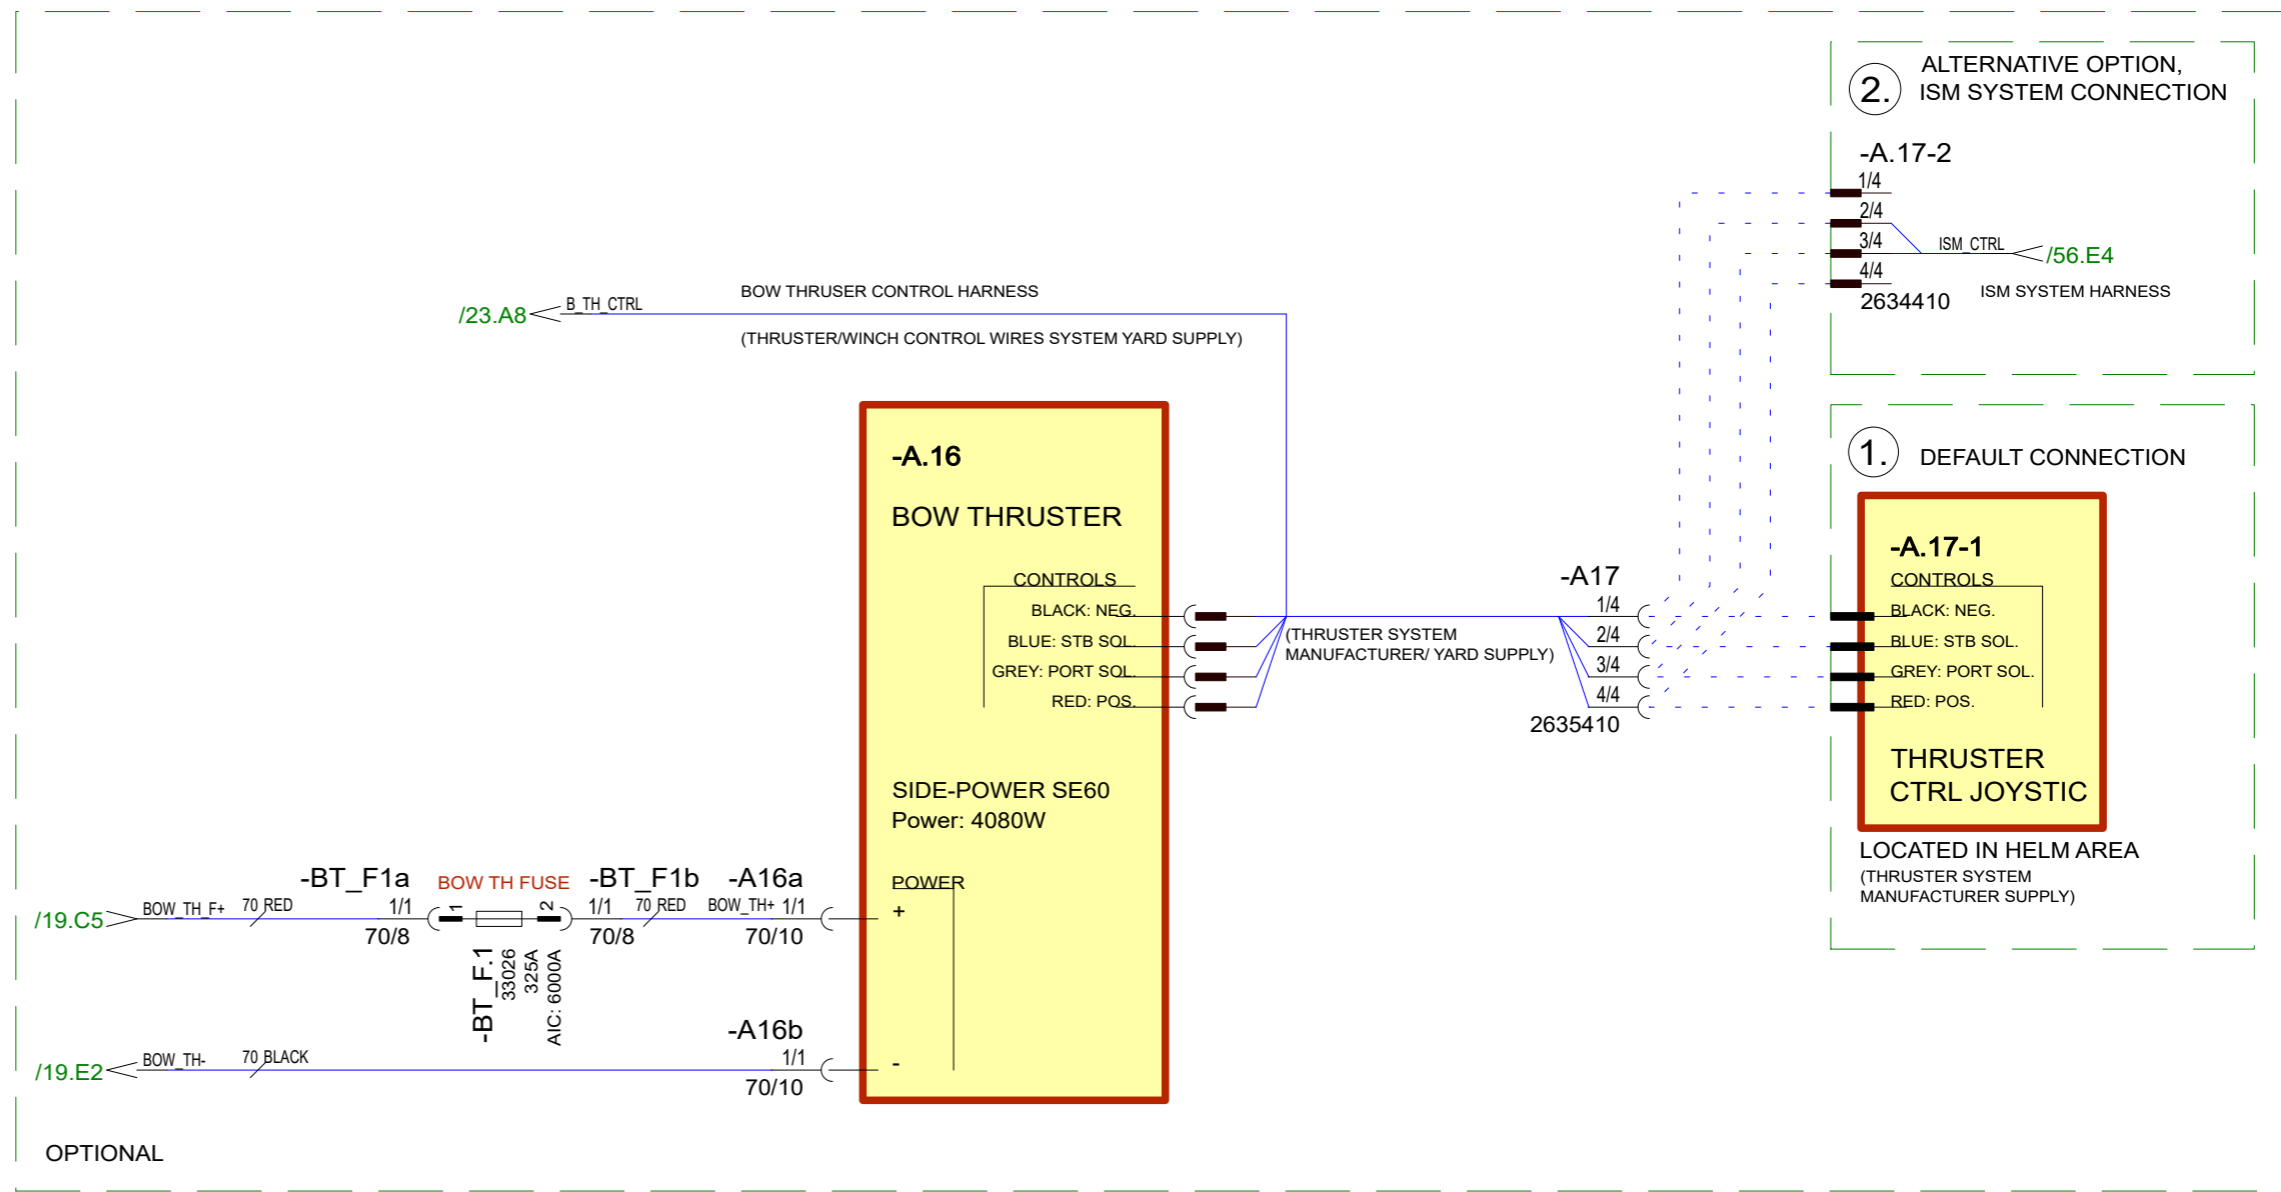 2.
ALTERNATIVE OPTION,
ISM SYSTEM CONNECTION
-A.17-2
1/4
2/4
3/4
4/4
ISM_CTRL
/56.E4
2634410
ISM SYSTEM HARNESS
/23.A8
B_TH_CTRL
BOW THRUSER CONTROL HARNESS
(THRUSTER/WINCH CONTROL WIRES SYSTEM YARD SUPPLY)
-A.16
BOW THRUSTER
CONTROLS
BLACK: NEG.
BLUE: STB SOL.
GREY: PORT SOL.
RED: POS.
SIDE-POWER SE60
Power: 4080W
POWER
+
-
(THRUSTER SYSTEM
MANUFACTURER/ YARD SUPPLY)
-A17
1/4
2/4
3/4
4/4
2635410
1.
DEFAULT CONNECTION
-A.17-1
CONTROLS
BLACK: NEG.
BLUE: STB SOL.
GREY: PORT SOL.
RED: POS.
THRUSTER
CTRL JOYSTIC
LOCATED IN HELM AREA
(THRUSTER SYSTEM
MANUFACTURER SUPPLY)
/19.C5
BOW_TH_F+
70 RED
-BT_F1a
1/1
70/8
BOW TH FUSE
1
2
-BT_F.1
33026
325A
AIC: 6000A
-BT_F1b
1/1
70/8
70 RED
-A16a
BOW_TH+
1/1
70/10
/19.E2
BOW_TH-
70 BLACK
-A16b
1/1
70/10
OPTIONAL